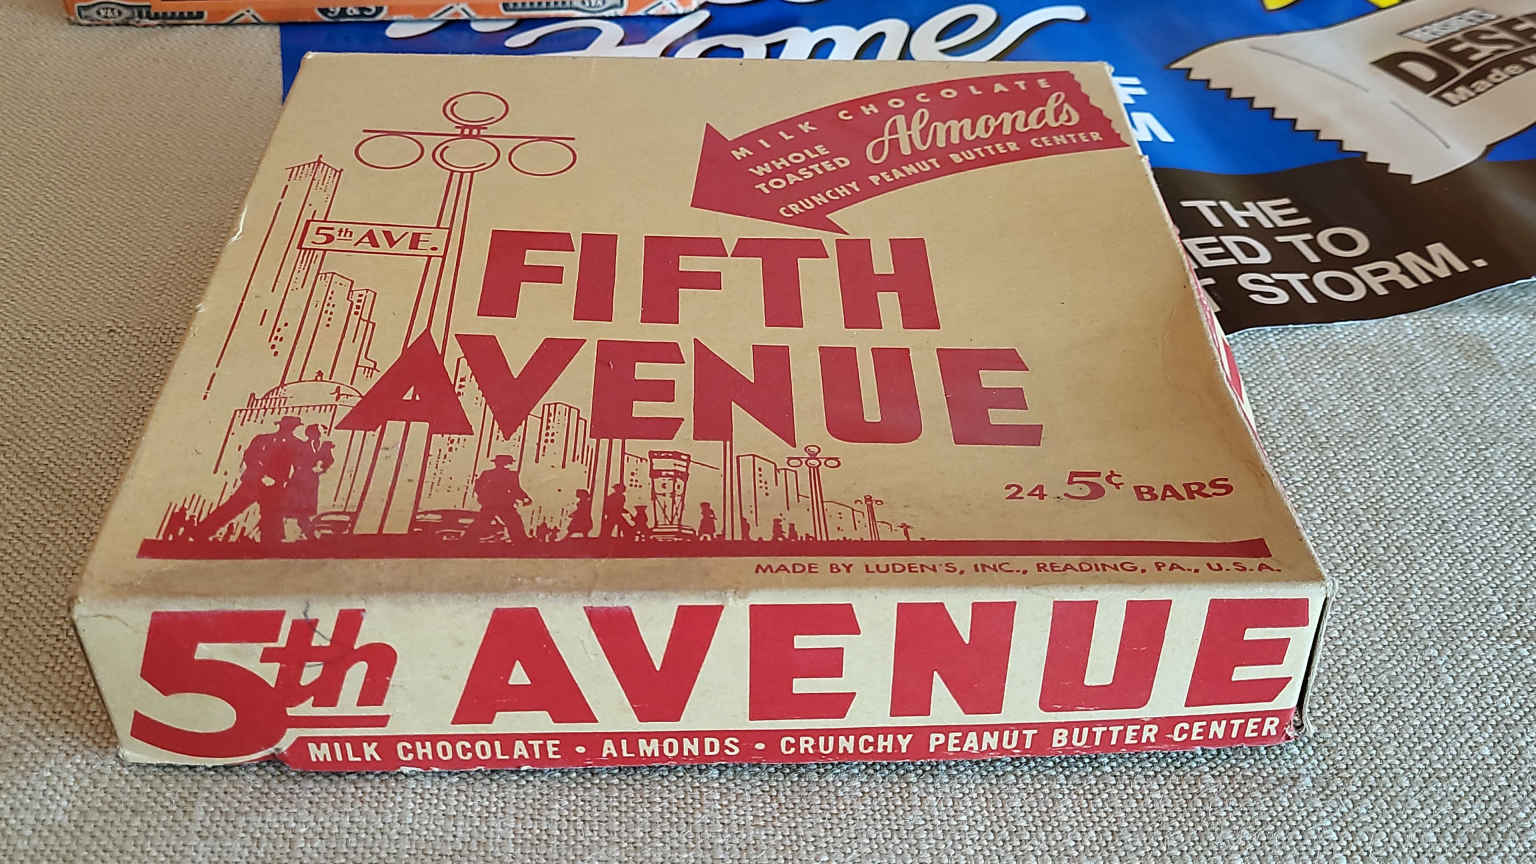 Home
DESE
Made
F
M
THE
ED TO
STORM.
MILK CHOCOLATE
WHOLE
TOASTED
Almonds
CRUNCHY PEANUT BUTTER CENTER
5th AVE.
FIFTH
AVENUE
24 5¢ BARS
MADE BY LUDEN'S, INC., READING, PA., U.S.A.
5th AVENUE
MILK CHOCOLATE • ALMONDS • CRUNCHY PEANUT BUTTER CENTER